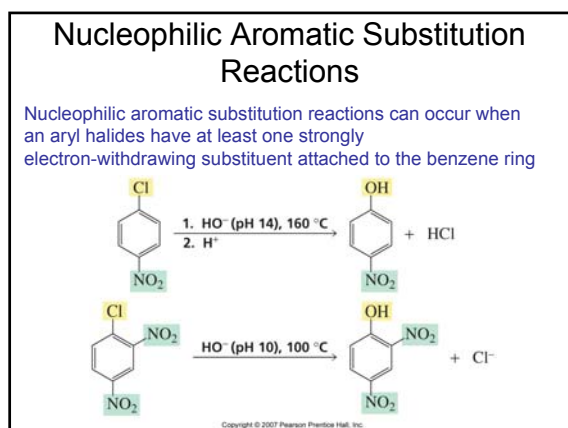 Nucleophilic Aromatic Substitution
Reactions
Nucleophilic aromatic substitution reactions can occur when
an aryl halides have at least one strongly
electron-withdrawing substituent attached to the benzene ring
Cl
OH
1. HO⁻ (pH 14), 160 °C
2. H⁺
+ HCl
NO₂
NO₂
Cl
OH
NO₂
NO₂
HO⁻ (pH 10), 100 °C
+ Cl⁻
NO₂
NO₂
Copyright © 2007 Pearson Prentice Hall, Inc.